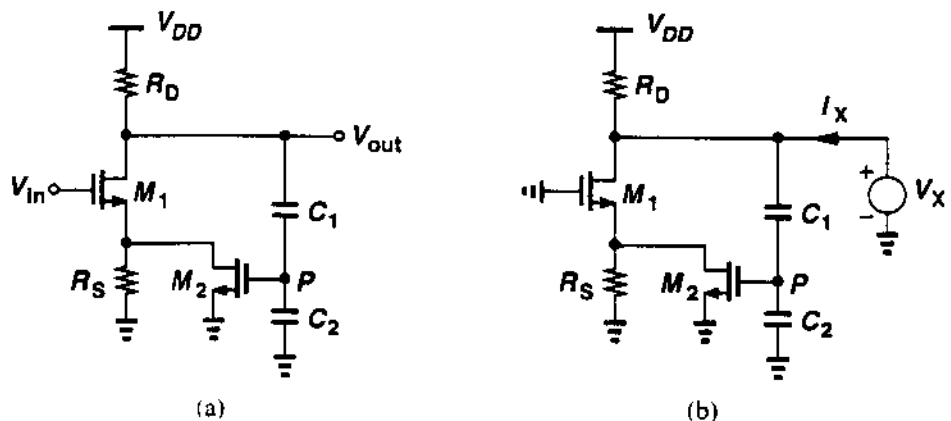 V_DD
R_D
V_out
V_in
M_1
C_1
R_S
M_2
P
C_2
(a)
V_DD
R_D
I_X
M_1
C_1
+
V_X
−
R_S
M_2
P
C_2
(b)